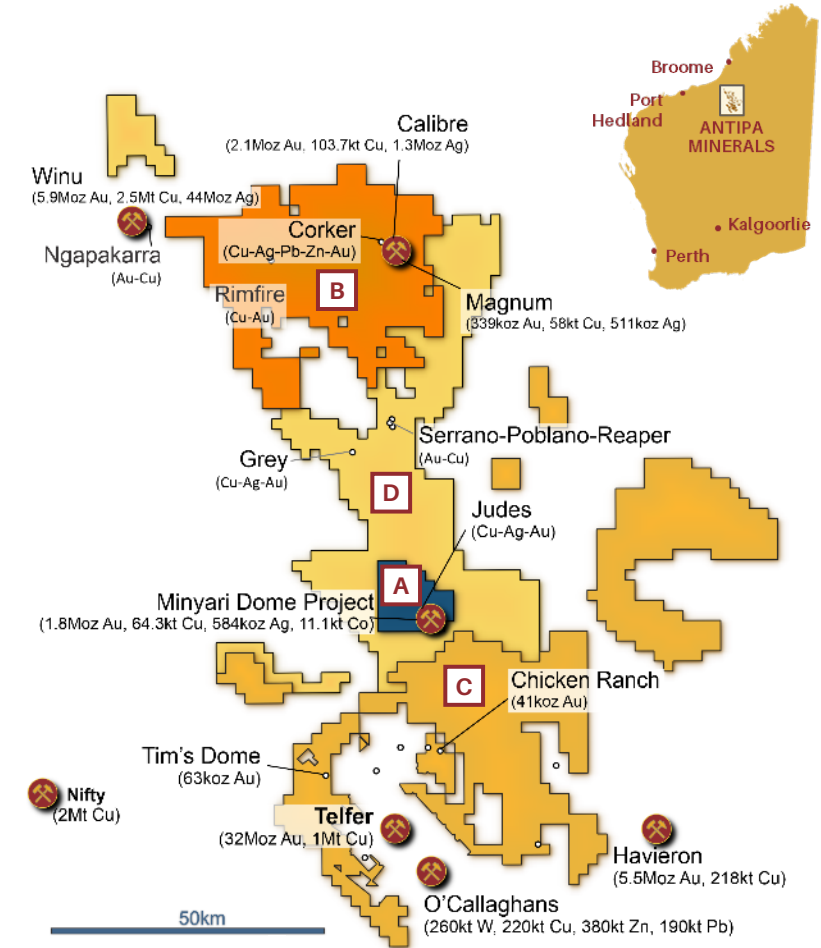 Broome
Port
Hedland
ANTIPA
MINERALS
Kalgoorlie
Perth
Calibre
(2.1Moz Au, 103.7kt Cu, 1.3Moz Ag)
Winu
(5.9Moz Au, 2.5Mt Cu, 44Moz Ag)
Ngapakarra
(Au-Cu)
Corker
(Cu-Ag-Pb-Zn-Au)
B
Rimfire
(Cu-Au)
Magnum
(339koz Au, 58kt Cu, 511koz Ag)
Serrano-Poblano-Reaper
(Au-Cu)
Grey
(Cu-Ag-Au)
D
Judes
(Cu-Ag-Au)
A
Minyari Dome Project
(1.8Moz Au, 64.3kt Cu, 584koz Ag, 11.1kt Co)
C
Chicken Ranch
(41koz Au)
Tim's Dome
(63koz Au)
Nifty
(2Mt Cu)
Telfer
(32Moz Au, 1Mt Cu)
Havieron
(5.5Moz Au, 218kt Cu)
O'Callaghans
(260kt W, 220kt Cu, 380kt Zn, 190kt Pb)
50km